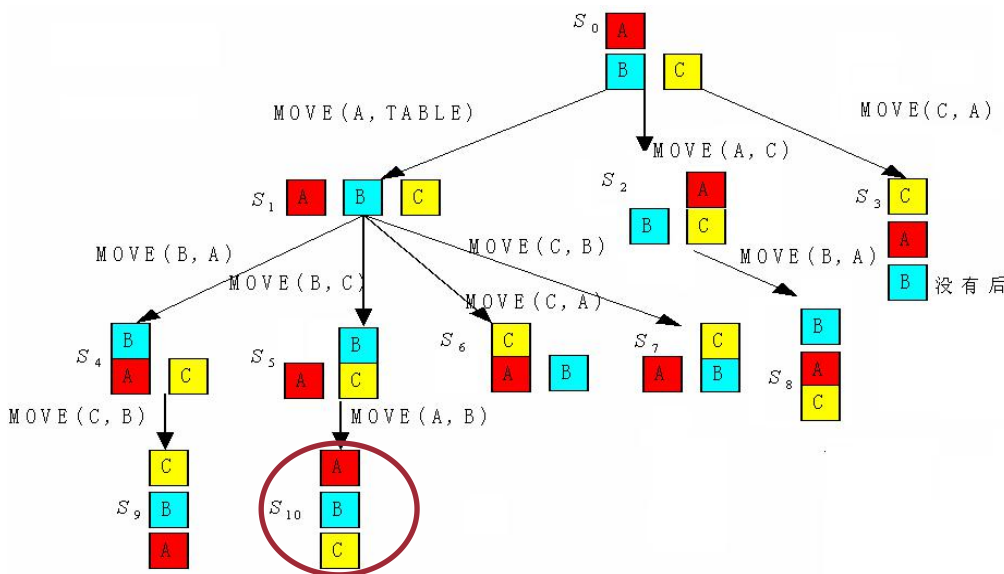 S0 A
B C
MOVE(A,TABLE)
MOVE(C,A)
MOVE(A,C)
S1 A B C
S2 A
B C
S3 C
A
B 没有后
MOVE(B,A)
MOVE(B,C)
MOVE(C,A)
MOVE(C,B)
MOVE(B,A)
S4 B
A C
S5 B
A C
S6 C
A B
S7 C
A B
S8 B
A
C
MOVE(C,B)
MOVE(A,B)
S9 C
B
A
S10 A
B
C